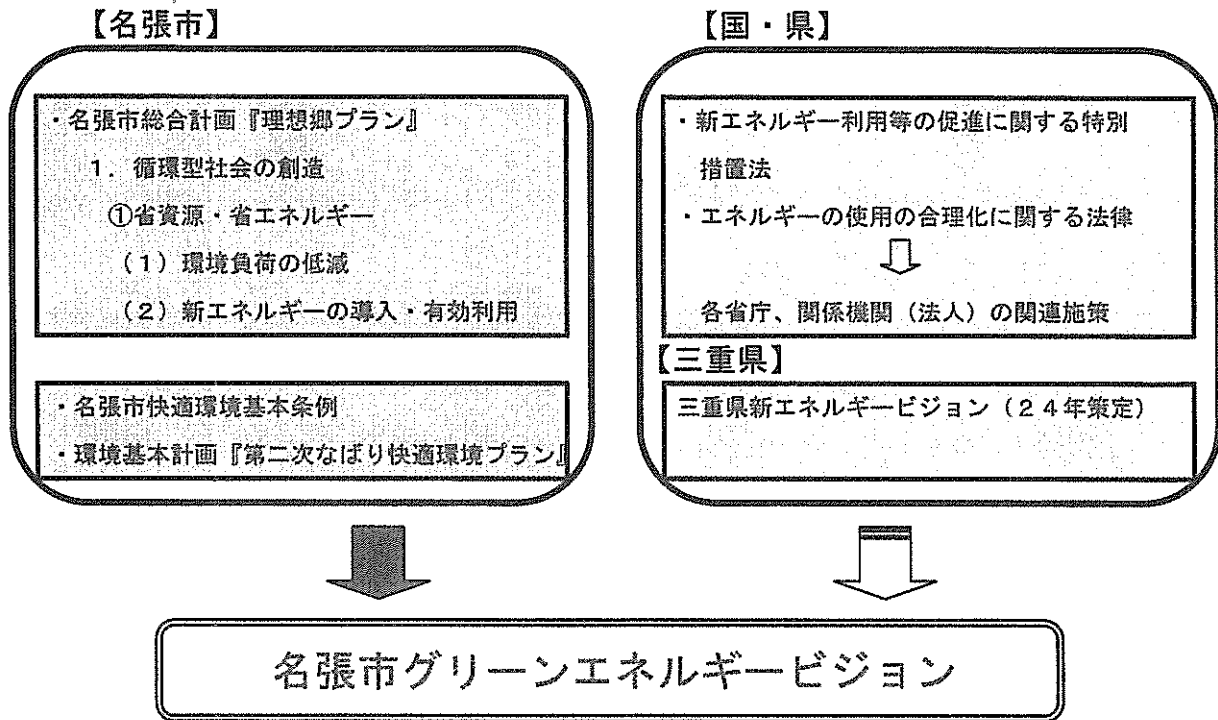 【名張市】
・名張市総合計画『理想郷プラン』
１．循環型社会の創造
①省資源・省エネルギー
（１）環境負荷の低減
（２）新エネルギーの導入・有効利用
・名張市快適環境基本条例
・環境基本計画『第二次なばり快適環境プラン』
【国・県】
・新エネルギー利用等の促進に関する特別
措置法
・エネルギーの使用の合理化に関する法律
各省庁、関係機関（法人）の関連施策
【三重県】
三重県新エネルギービジョン（２４年策定）
名張市グリーンエネルギービジョン